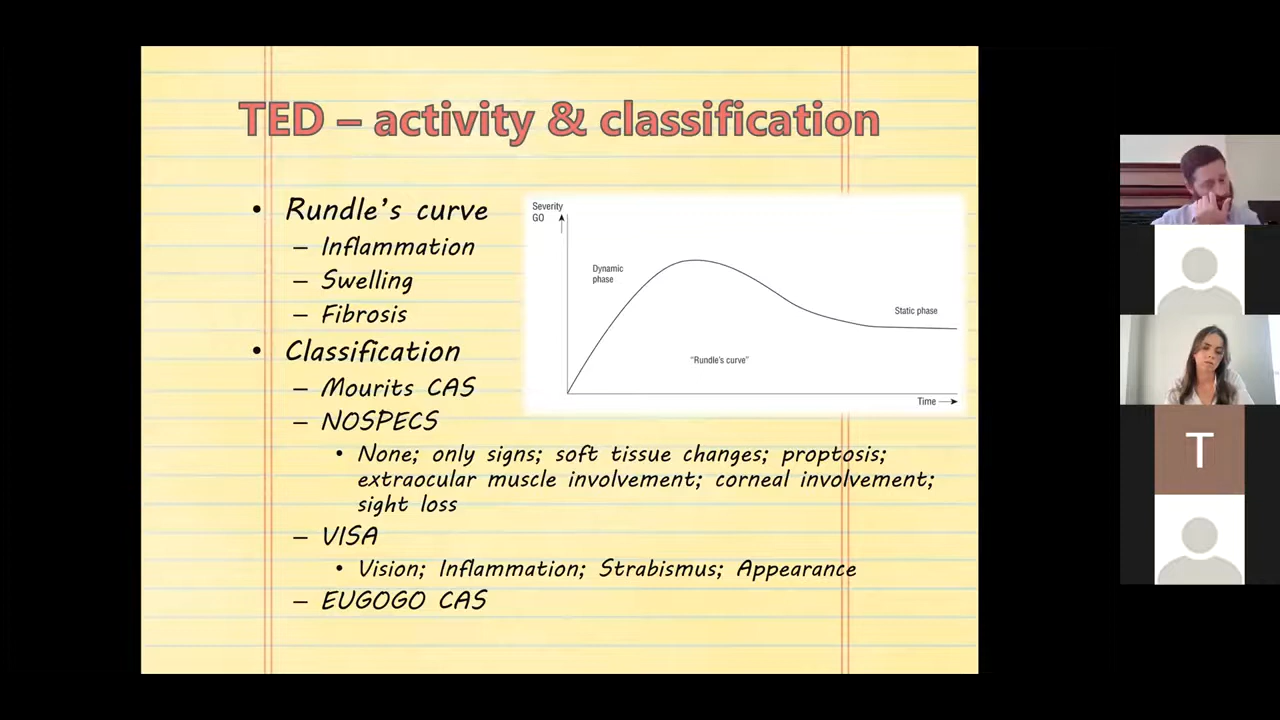 TED – activity & classification
• Rundle's curve
– Inflammation
– Swelling
– Fibrosis
• Classification
– Mourits CAS
– NOSPECS
• None; only signs; soft tissue changes; proptosis;
extraocular muscle involvement; corneal involvement;
sight loss
– VISA
• Vision; Inflammation; Strabismus; Appearance
– EUGOGO CAS
Severity
GO
Dynamic
phase
Static phase
"Rundle's curve"
Time
T